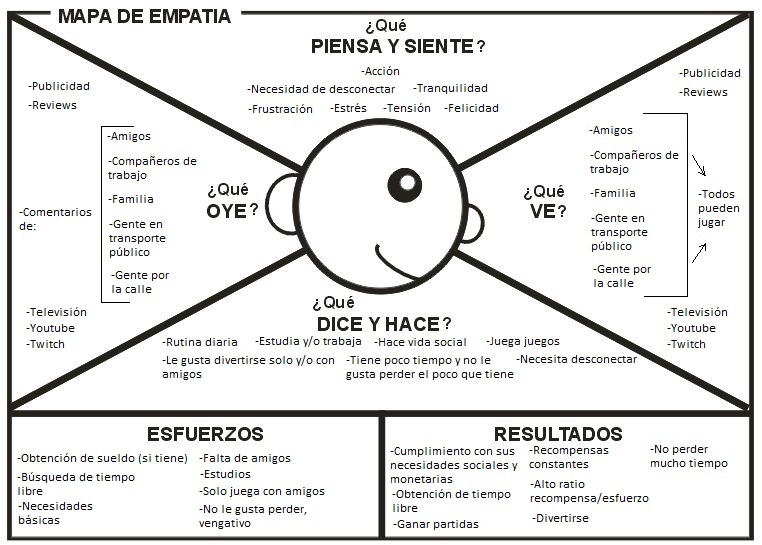 MAPA DE EMPATIA
¿Qué
PIENSA Y SIENTE?
-Acción
-Necesidad de desconectar -Tranquilidad
-Frustración -Estrés -Tensión -Felicidad
-Publicidad
-Reviews
-Comentarios
de:
-Amigos
-Compañeros de
trabajo
-Familia
-Gente en
transporte
público
-Gente por
la calle
-Televisión
-Youtube
-Twitch
¿Qué
OYE?
¿Qué
VE?
-Publicidad
-Reviews
-Amigos
-Compañeros de
trabajo
-Familia
-Gente en
transporte
público
-Gente por
la calle
-Todos
pueden
jugar
-Televisión
-Youtube
-Twitch
¿Qué
DICE Y HACE?
-Rutina diaria -Estudia y/o trabaja -Hace vida social -Juega juegos
-Le gusta divertirse solo y/o con
amigos
-Tiene poco tiempo y no le
gusta perder el poco que tiene
-Necesita desconectar
ESFUERZOS
-Obtención de sueldo (si tiene)
-Búsqueda de tiempo
libre
-Necesidades
básicas
-Falta de amigos
-Estudios
-Solo juega con amigos
-No le gusta perder,
vengativo
RESULTADOS
-Cumplimiento con sus
necesidades sociales y
monetarias
-Obtención de tiempo
libre
-Ganar partidas
-Recompensas
constantes
-Alto ratio
recompensa/esfuerzo
-Divertirse
-No perder
mucho tiempo